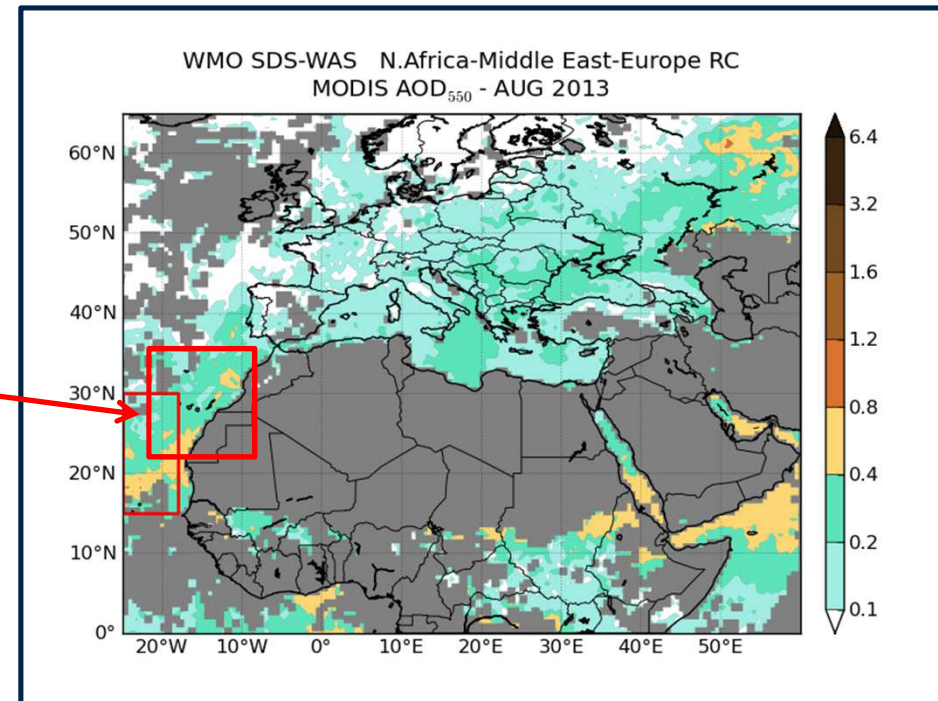 WMO SDS-WAS N.Africa-Middle East-Europe RC
MODIS AOD550 - AUG 2013
60°N
50°N
40°N
30°N
20°N
10°N
0°
20°W 10°W 0° 10°E 20°E 30°E 40°E 50°E
6.4
3.2
1.6
1.2
0.8
0.4
0.2
0.1